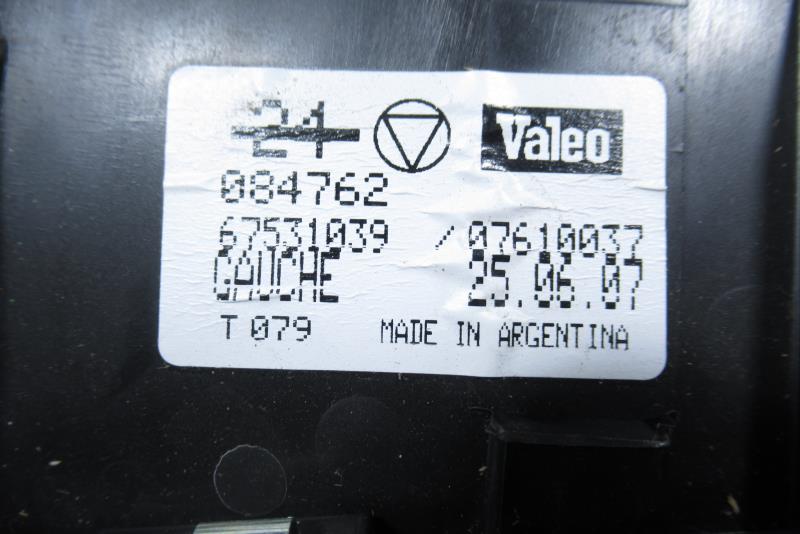 24 Valeo
084762
67531039 / 07610037
GAUCHE 25.06.07
T 079 MADE IN ARGENTINA